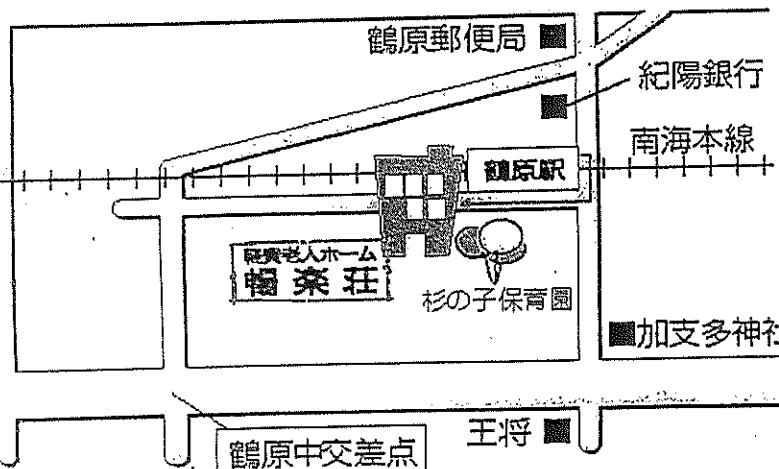 鶴原郵便局
紀陽銀行
南海本線
鶴原駅
軽費老人ホーム
暢楽荘
杉の子保育園
加支多神社
王将
鶴原中交差点